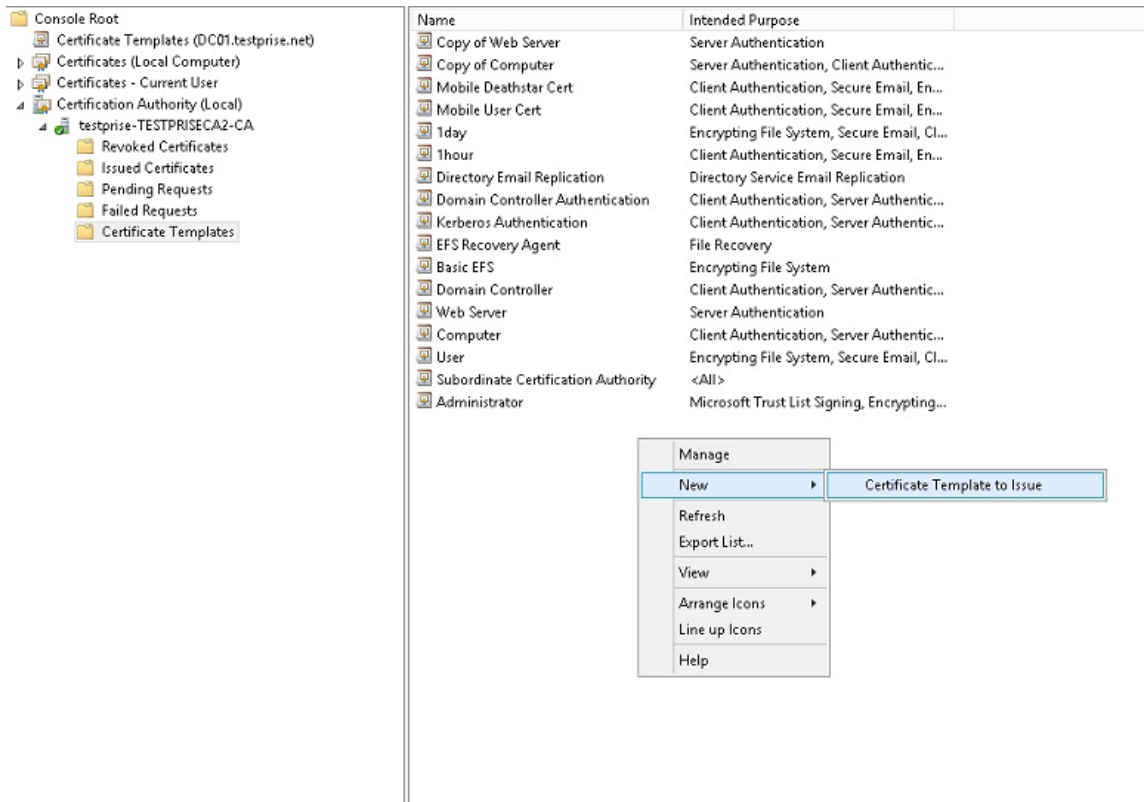 Console Root
Certificate Templates (DC01.testprise.net)
Certificates (Local Computer)
Certificates - Current User
Certification Authority (Local)
testprise-TESTPRISECA2-CA
Revoked Certificates
Issued Certificates
Pending Requests
Failed Requests
Certificate Templates
Name Intended Purpose
Copy of Web Server Server Authentication
Copy of Computer Server Authentication, Client Authentic...
Mobile Deathstar Cert Client Authentication, Secure Email, En...
Mobile User Cert Client Authentication, Secure Email, En...
1day Encrypting File System, Secure Email, Cl...
1hour Client Authentication, Secure Email, En...
Directory Email Replication Directory Service Email Replication
Domain Controller Authentication Client Authentication, Server Authentic...
Kerberos Authentication Client Authentication, Server Authentic...
EFS Recovery Agent File Recovery
Basic EFS Encrypting File System
Domain Controller Client Authentication, Server Authentic...
Web Server Server Authentication
Computer Client Authentication, Server Authentic...
User Encrypting File System, Secure Email, Cl...
Subordinate Certification Authority <All>
Administrator Microsoft Trust List Signing, Encrypting...
Manage
New
Certificate Template to Issue
Refresh
Export List...
View
Arrange Icons
Line up Icons
Help